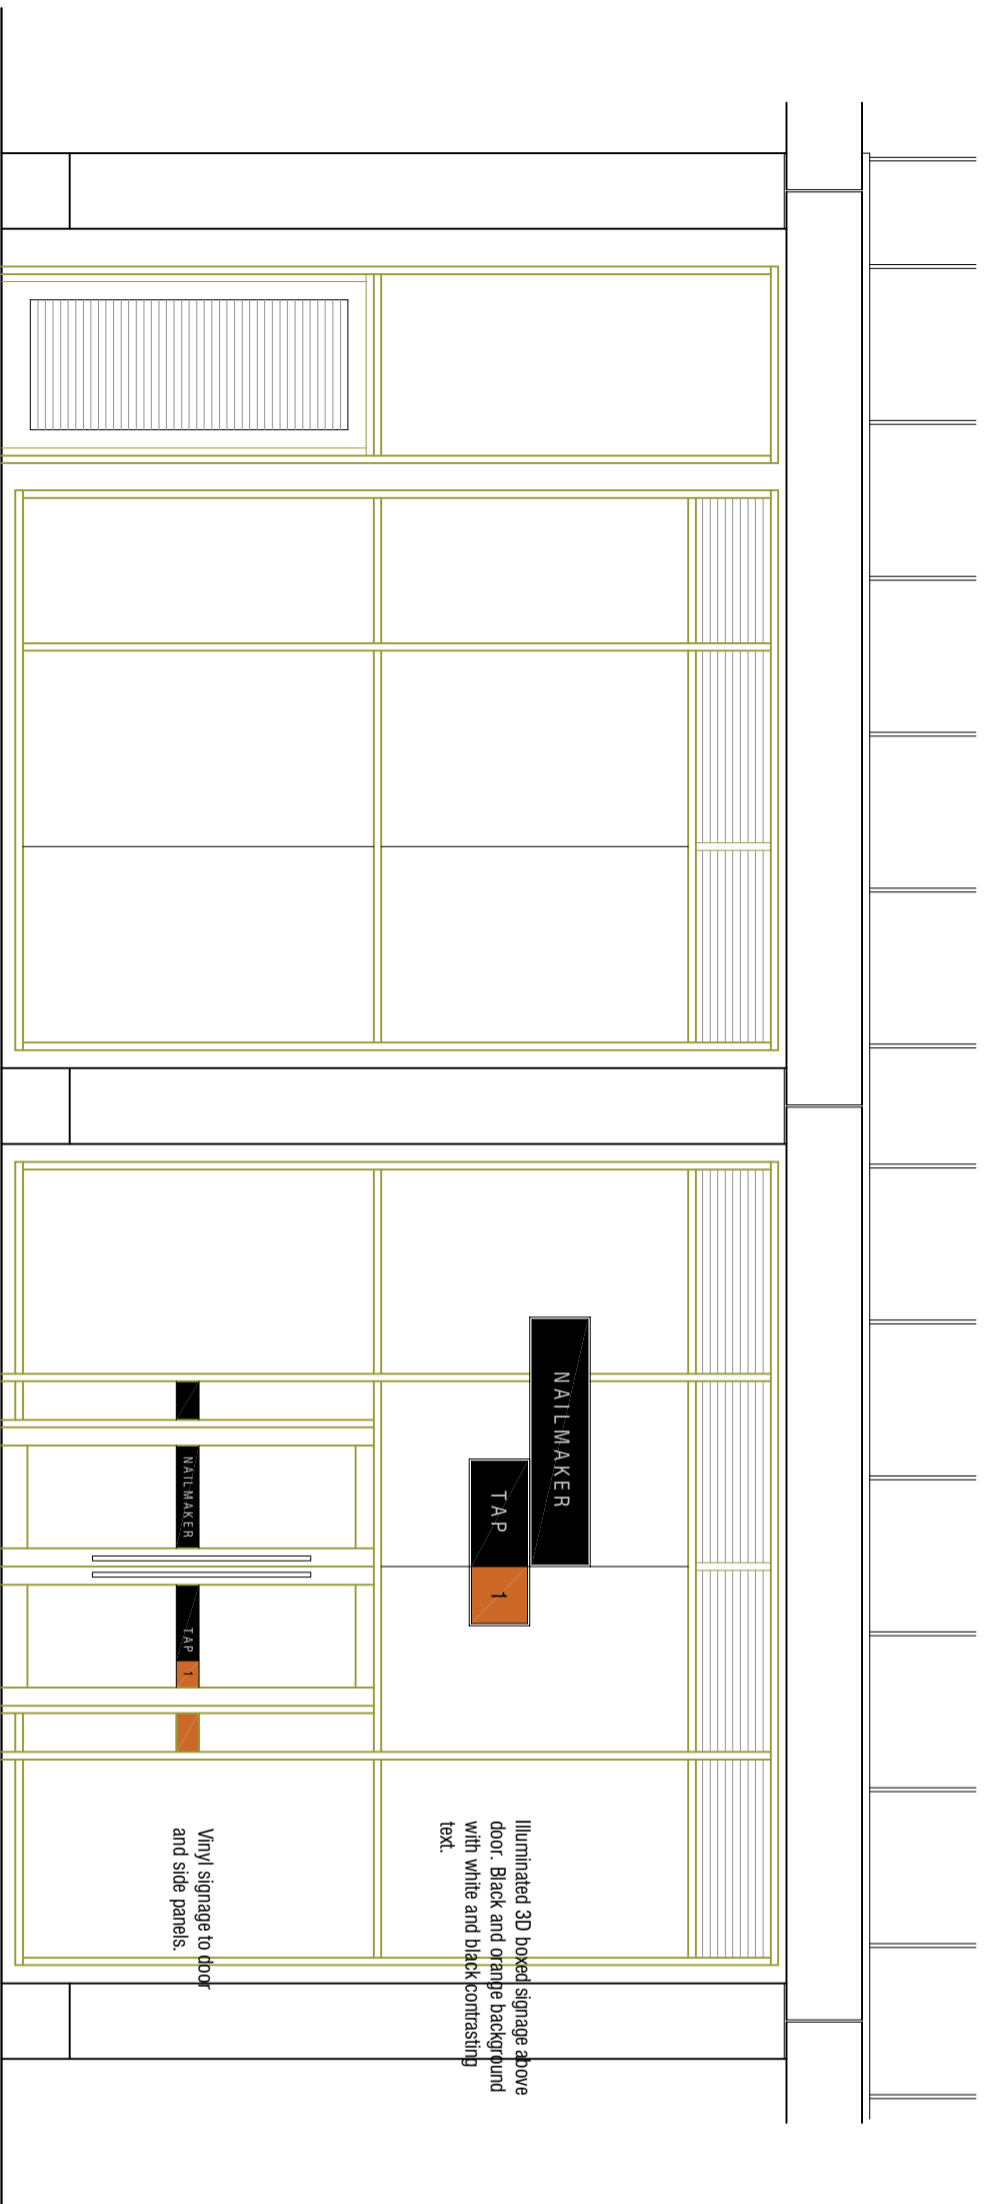 NAILMAKER
TAP 1
NAILMAKER
TAP 1
Illuminated 3D boxed signage above
door. Black and orange background
with white and black contrasting
text.
Vinyl signage to door
and side panels.